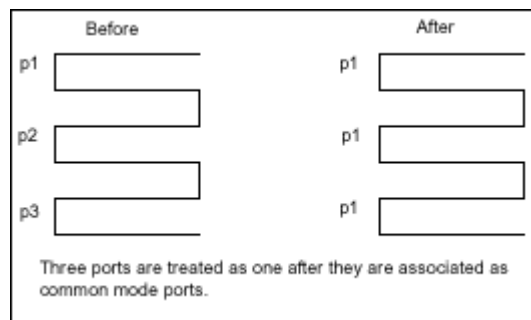 Before After
p1 p1
p2 p1
p3 p1
Three ports are treated as one after they are associated as
common mode ports.